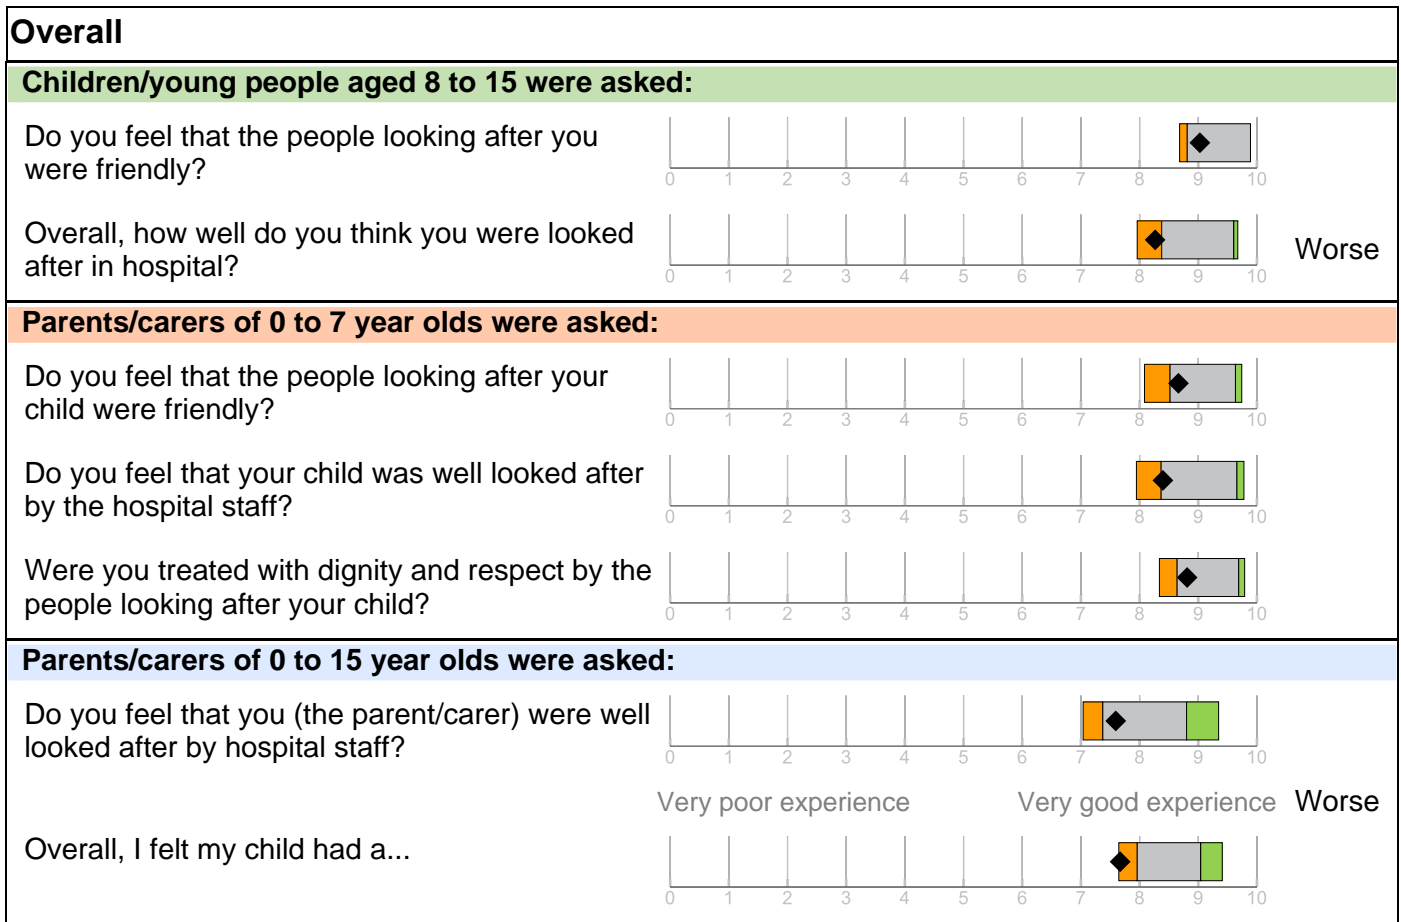 Overall
Children/young people aged 8 to 15 were asked:
Do you feel that the people looking after you
were friendly?
0 1 2 3 4 5 6 7 8 9 10
Overall, how well do you think you were looked
after in hospital?
Worse
0 1 2 3 4 5 6 7 8 9 10
Parents/carers of 0 to 7 year olds were asked:
Do you feel that the people looking after your
child were friendly?
0 1 2 3 4 5 6 7 8 9 10
Do you feel that your child was well looked after
by the hospital staff?
0 1 2 3 4 5 6 7 8 9 10
Were you treated with dignity and respect by the
people looking after your child?
0 1 2 3 4 5 6 7 8 9 10
Parents/carers of 0 to 15 year olds were asked:
Do you feel that you (the parent/carer) were well
looked after by hospital staff?
0 1 2 3 4 5 6 7 8 9 10
Very poor experience Very good experience Worse
Overall, I felt my child had a...
0 1 2 3 4 5 6 7 8 9 10